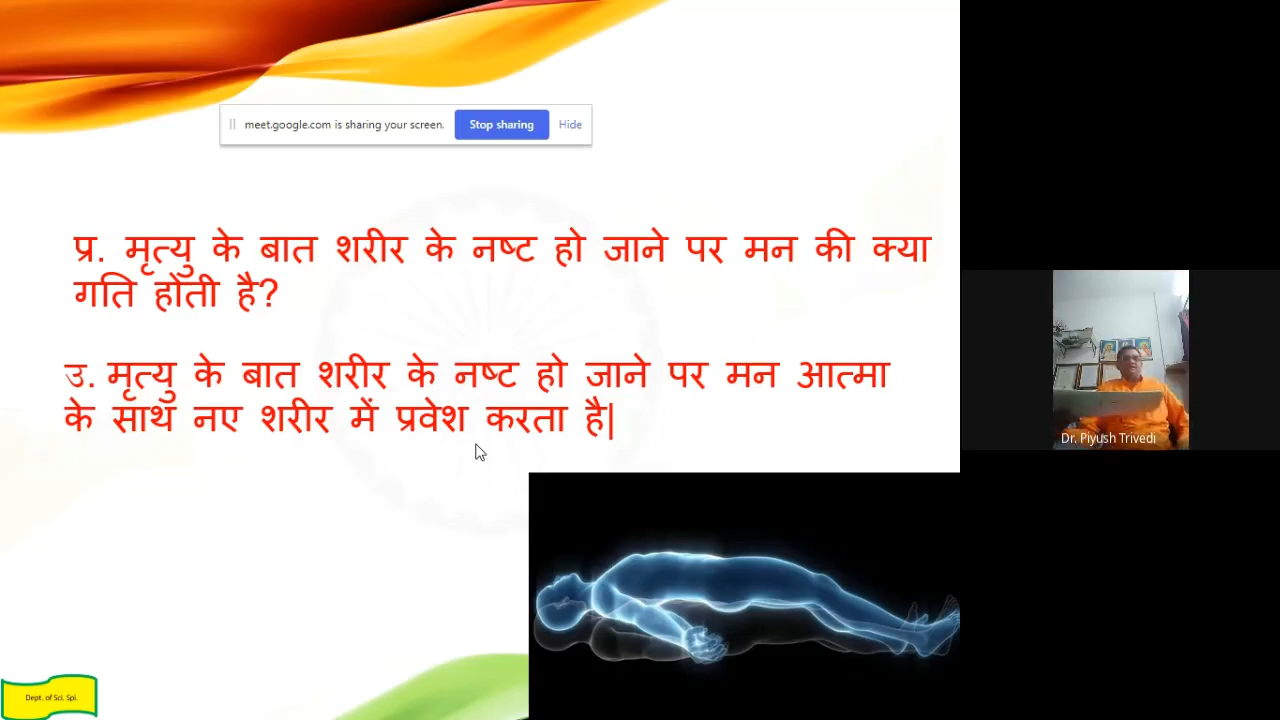 meet.google.com is sharing your screen. Stop sharing Hide
प्र. मृत्यु के बात शरीर के नष्ट हो जाने पर मन की क्या
गति होती है?
उ. मृत्यु के बात शरीर के नष्ट हो जाने पर मन आत्मा
के साथ नए शरीर में प्रवेश करता है|
Dr. Piyush Trivedi
Dept. of Sci. Spi.